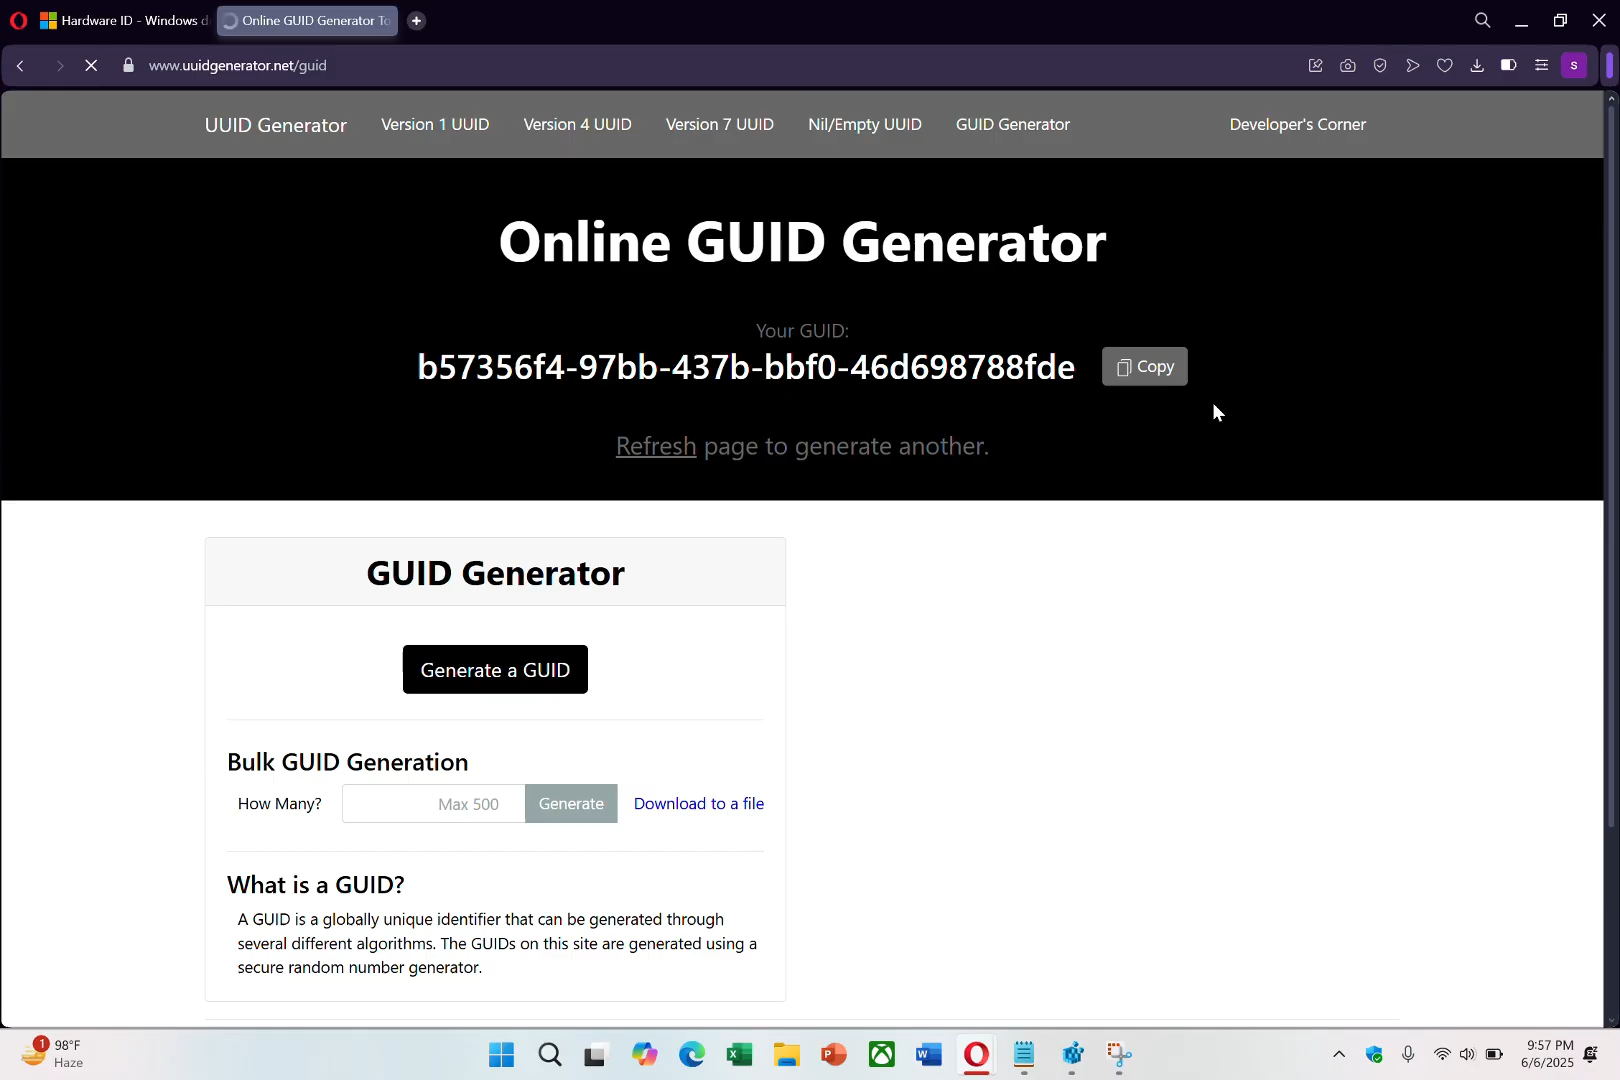 Hardware ID - Windows d
Online GUID Generator To
www.uuidgenerator.net/guid
S
UUID Generator
Version 1 UUID
Version 4 UUID
Version 7 UUID
Nil/Empty UUID
GUID Generator
Developer's Corner
Online GUID Generator
Your GUID:
b57356f4-97bb-437b-bbf0-46d698788fde
Copy
Refresh page to generate another.
GUID Generator
Generate a GUID
Bulk GUID Generation
How Many?
Max 500
Generate
Download to a file
What is a GUID?
A GUID is a globally unique identifier that can be generated through
several different algorithms. The GUIDs on this site are generated using a
secure random number generator.
1
98°F
Haze
9:57 PM
6/6/2025